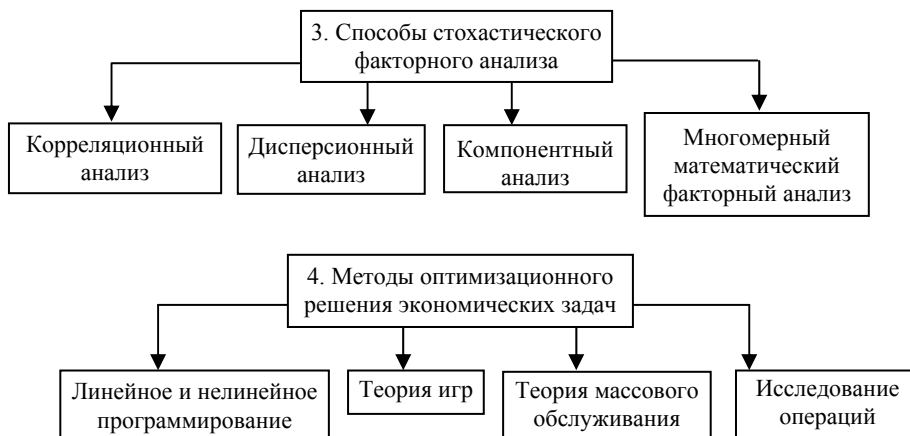 3. Способы стохастического
факторного анализа
Корреляционный
анализ
Дисперсионный
анализ
Компонентный
анализ
Многомерный
математический
факторный анализ
4. Методы оптимизационного
решения экономических задач
Линейное и нелинейное
программирование
Теория игр
Теория массового
обслуживания
Исследование
операций